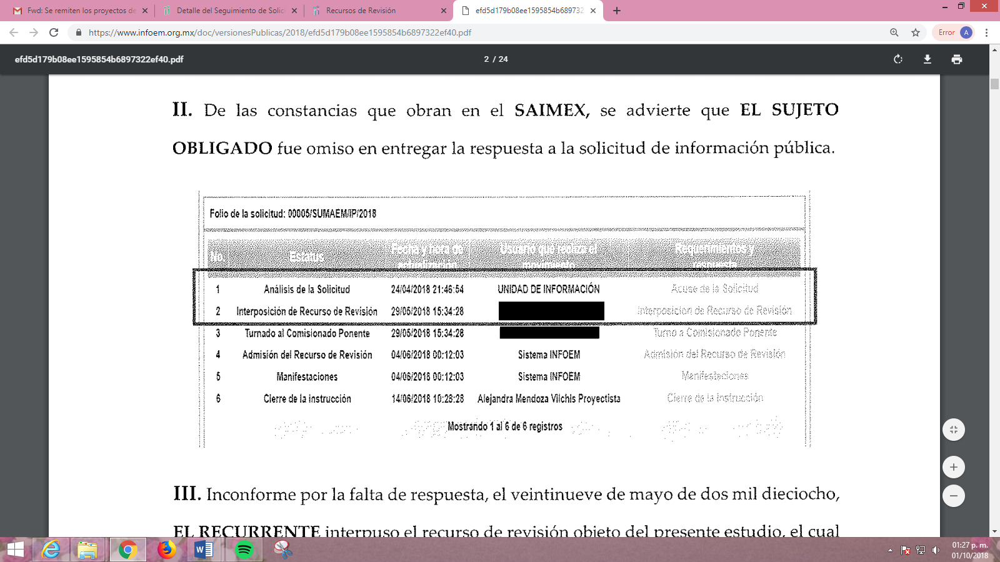 Fwd: Se remiten los proyectos de
Detalle del Seguimiento de Solic
Recursos de Revisión
efd5d179b08ee1595854b6897322
https://www.infoem.org.mx/doc/versionesPublicas/2018/efd5d179b08ee1595854b6897322ef40.pdf
Error A
efd5d179b08ee1595854b6897322ef40.pdf
2 / 24
II. De las constancias que obran en el SAIMEX, se advierte que EL SUJETO
OBLIGADO fue omiso en entregar la respuesta a la solicitud de información pública.
Folio de la solicitud: 00005/SUMAEM/IP/2018
No. Estatus Fecha y hora de actualización Usuario que realiza el movimiento Requerimientos y respuesta
1 Análisis de la Solicitud 24/04/2018 21:46:54 UNIDAD DE INFORMACIÓN Acuse de la Solicitud
2 Interposición de Recurso de Revisión 29/05/2018 15:34:28 Interposicion de Recurso de Revisión
3 Turnado al Comisionado Ponente 29/05/2018 15:34:28 Turno a Comisionado Ponente
4 Admisión del Recurso de Revisión 04/06/2018 00:12:03 Sistema INFOEM Admisión del Recurso de Revisión
5 Manifestaciones 04/06/2018 00:12:03 Sistema INFOEM Manifestaciones
6 Cierre de la instrucción 14/06/2018 10:28:28 Alejandra Mendoza Vilchis Proyectista Cierre de la instrucción
Mostrando 1 al 6 de 6 registros
III. Inconforme por la falta de respuesta, el veintinueve de mayo de dos mil dieciocho,
EL RECURRENTE interpuso el recurso de revisión objeto del presente estudio, el cual
01:27 p. m.
01/10/2018